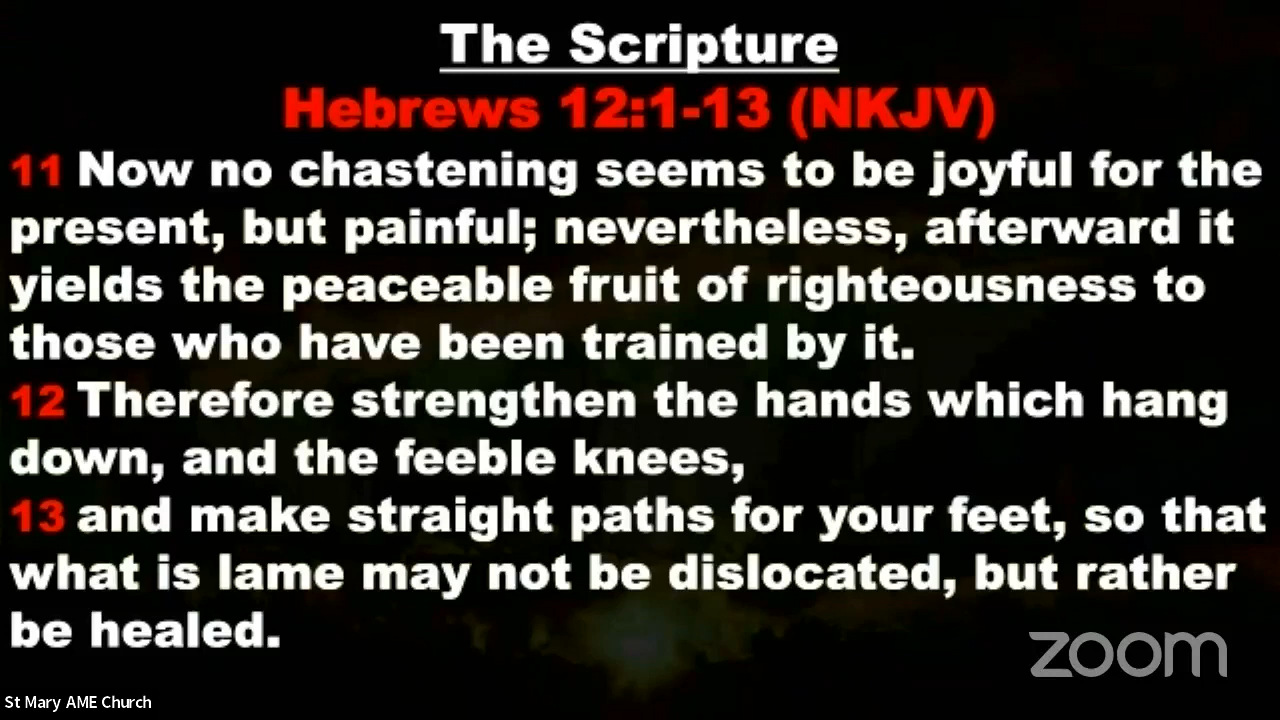 The Scripture
Hebrews 12:1-13 (NKJV)
11 Now no chastening seems to be joyful for the
present, but painful; nevertheless, afterward it
yields the peaceable fruit of righteousness to
those who have been trained by it.
12 Therefore strengthen the hands which hang
down, and the feeble knees,
13 and make straight paths for your feet, so that
what is lame may not be dislocated, but rather
be healed.
zoom
St Mary AME Church